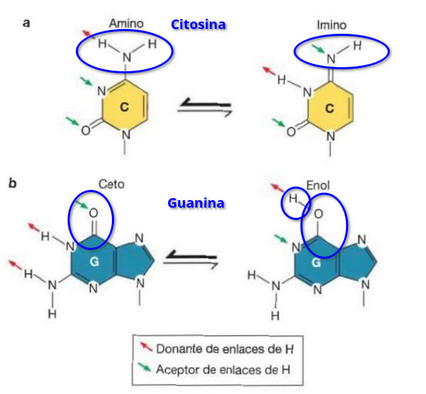 a
Amino
Citosina
Imino
H
H
N
N
H
N
C
O
N
H
N
C
O
N
b
Ceto
Guanina
Enol
O
H
N
N
G
H
N
N
N
H
H
O
N
N
G
H
N
N
N
H
Donante de enlaces de H
Aceptor de enlaces de H